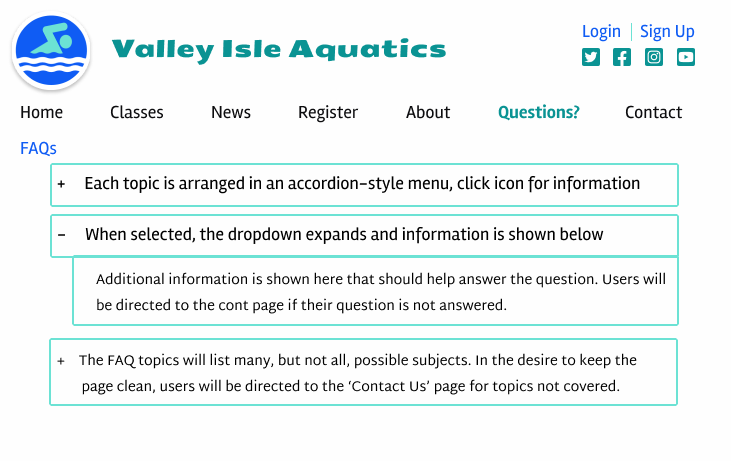 Valley Isle Aquatics
Login | Sign Up
Home Classes News Register About Questions? Contact
FAQs
+ Each topic is arranged in an accordion-style menu, click icon for information
- When selected, the dropdown expands and information is shown below
Additional information is shown here that should help answer the question. Users will
be directed to the cont page if their question is not answered.
+ The FAQ topics will list many, but not all, possible subjects. In the desire to keep the
page clean, users will be directed to the ‘Contact Us’ page for topics not covered.